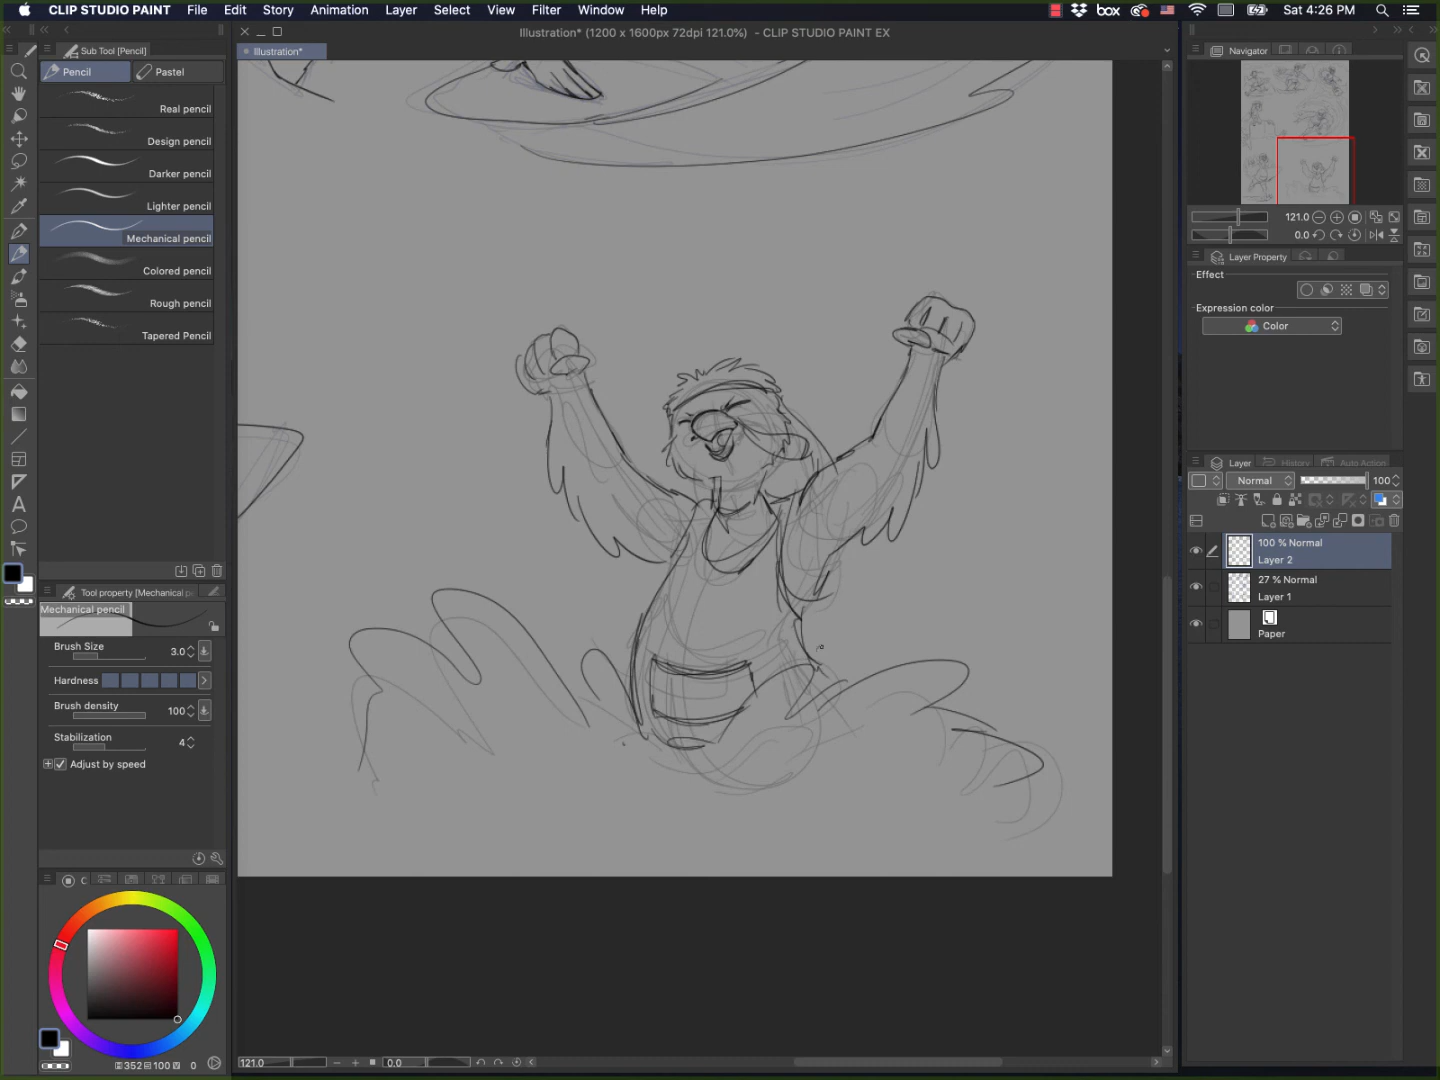 CLIP STUDIO PAINT File Edit Story Animation Layer Select View Filter Window Help box Sat 4:26 PM
Illustration* (1200 x 1600px 72dpi 121.0%) - CLIP STUDIO PAINT EX
Sub Tool [Pencil]
Illustration*
Navigator
Pencil
Pastel
Real pencil
Design pencil
Darker pencil
Lighter pencil
Mechanical pencil
Colored pencil
Rough pencil
Tapered Pencil
121.0
0.0
Layer Property
Effect
Expression color
Color
Layer History Auto Action
Normal 100
100 % Normal
Layer 2
27 % Normal
Layer 1
Paper
Tool property [Mechanical pe
Mechanical pencil
Brush Size 3.0
Hardness
Brush density 100
Stabilization 4
Adjust by speed
C
352 100 0
121.0 0.0